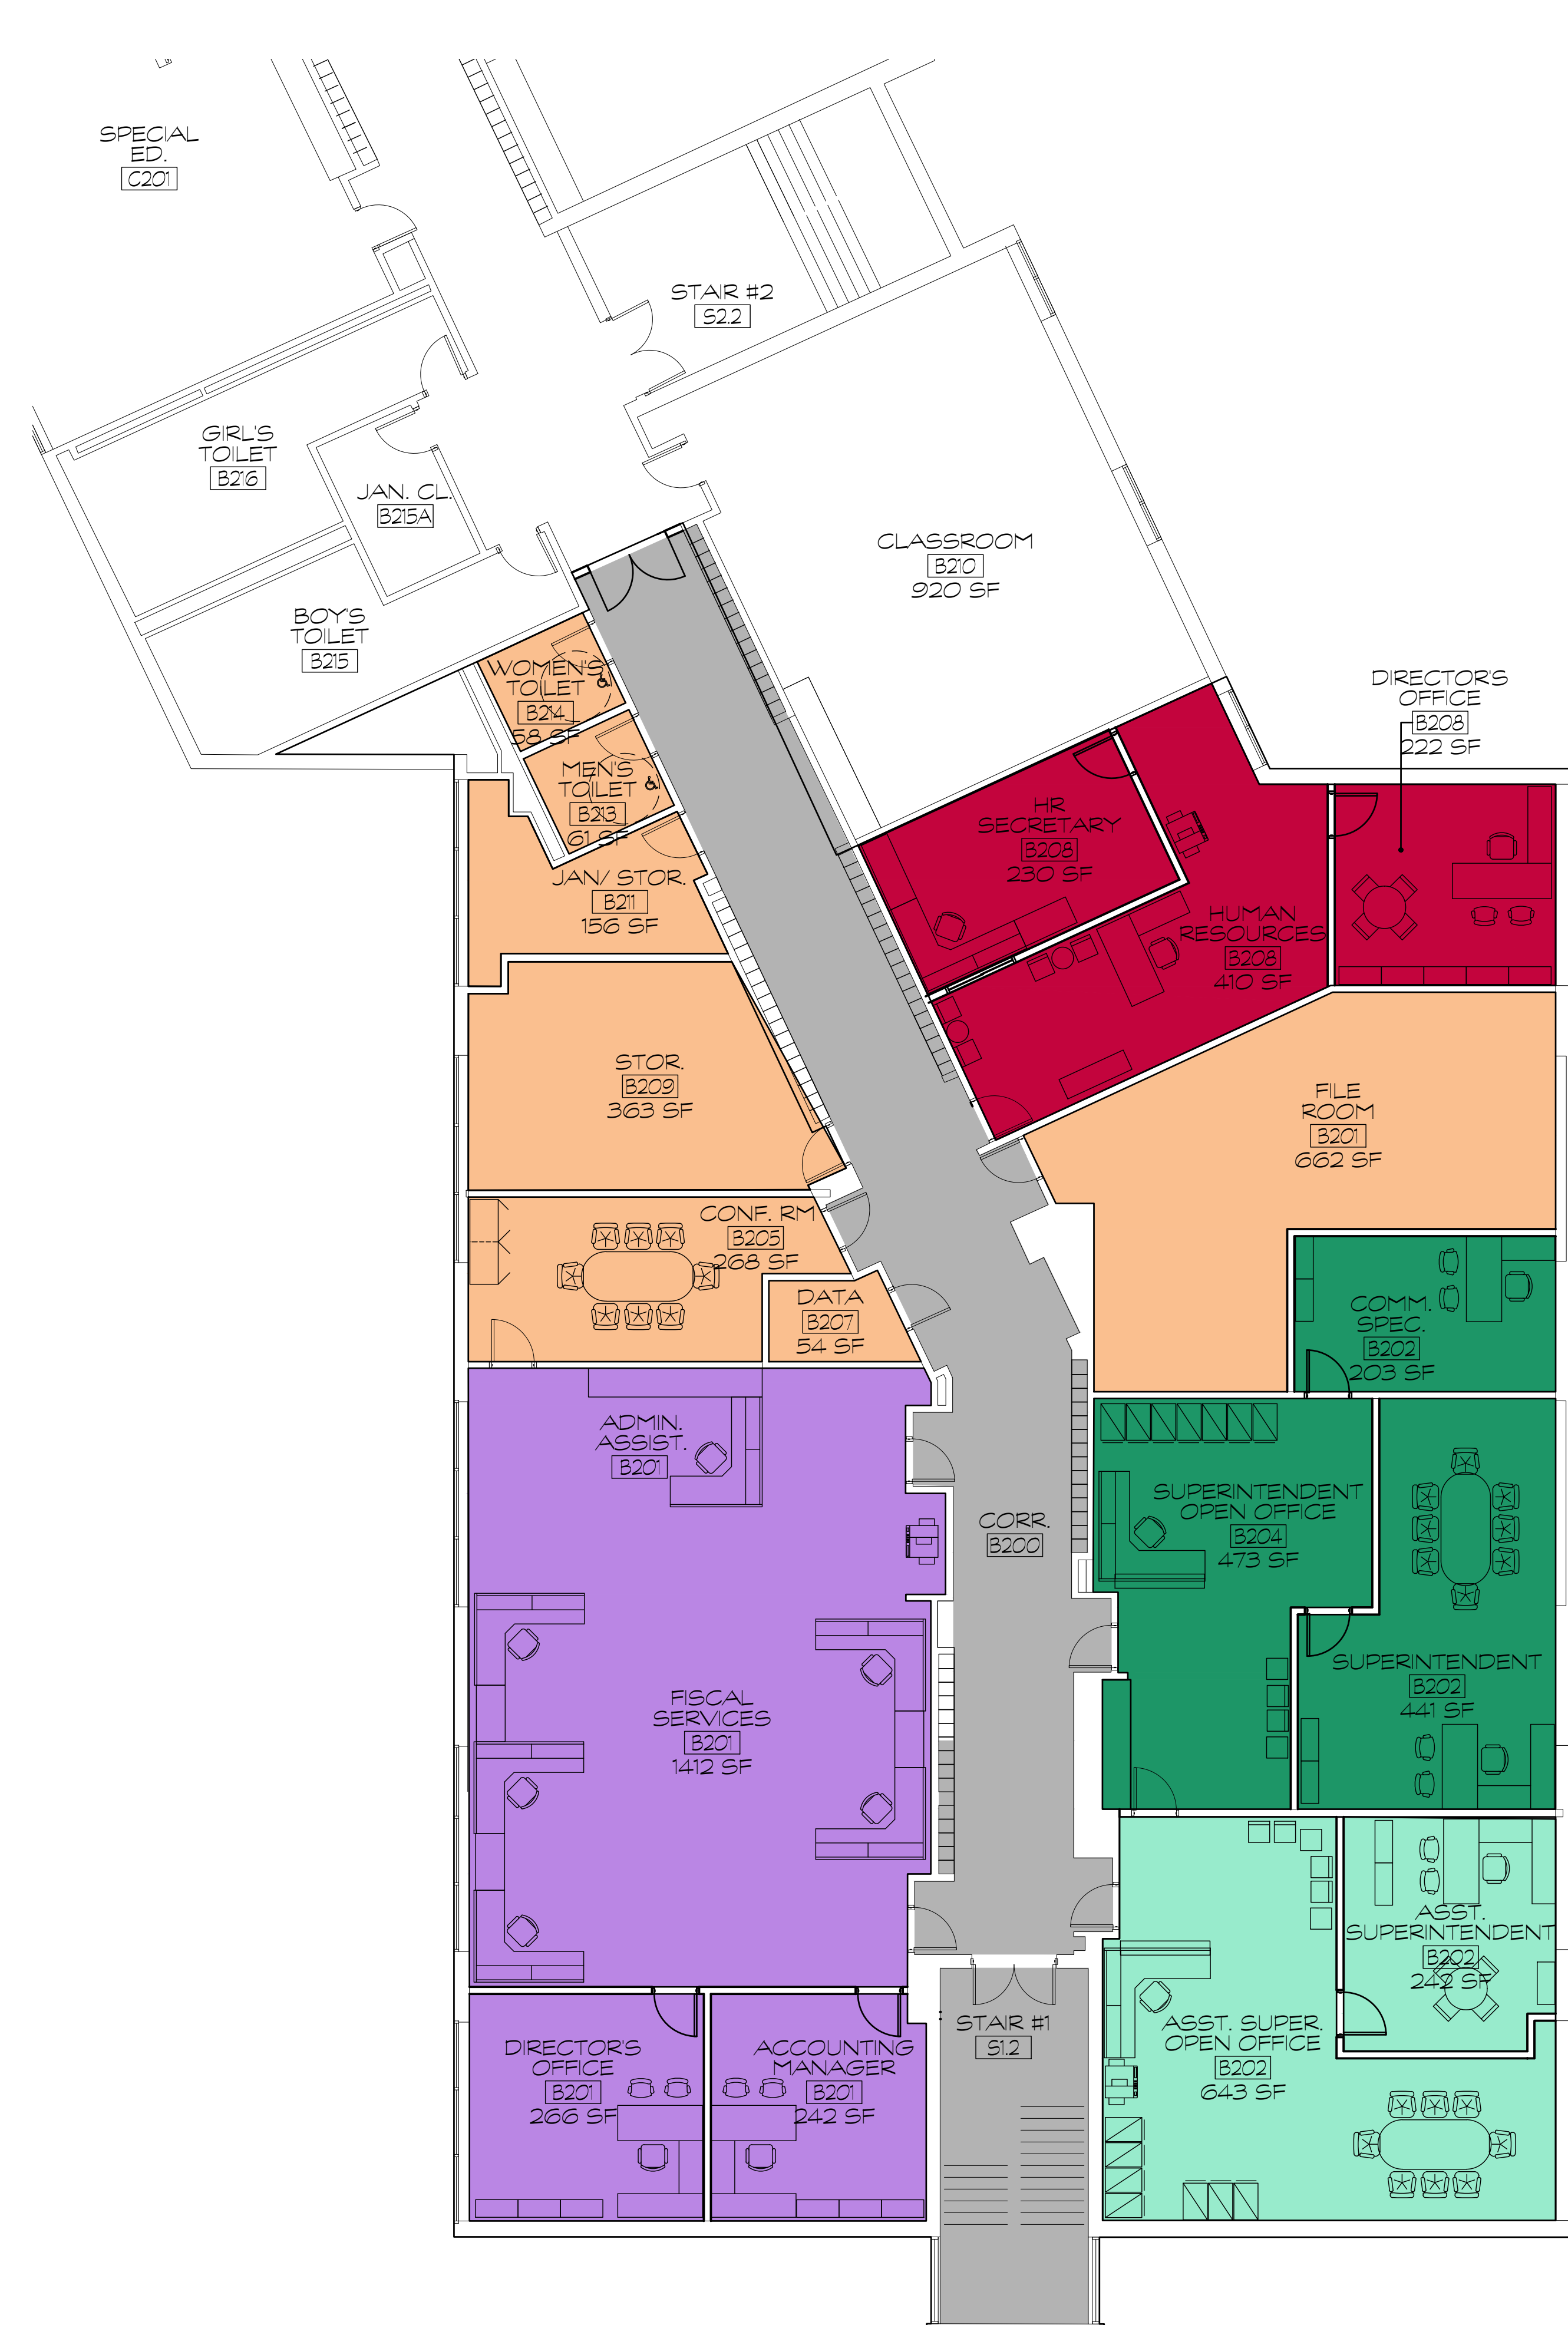 SPECIAL
ED.
C201
STAIR #2
S2.2
GIRL'S
TOILET
B216
JAN. CL.
B215A
CLASSROOM
B210
920 SF
BOY'S
TOILET
B215
WOMEN'S
TOILET
B214
58 SF
DIRECTOR'S
OFFICE
B208
222 SF
MEN'S
TOILET
B213
61 SF
HR
SECRETARY
B208
230 SF
JAN/ STOR.
B211
156 SF
HUMAN
RESOURCES
B208
410 SF
STOR.
B209
363 SF
FILE
ROOM
B201
662 SF
CONF. RM
B205
268 SF
DATA
B207
54 SF
COMM.
SPEC.
B202
203 SF
ADMIN.
ASSIST.
B201
SUPERINTENDENT
OPEN OFFICE
B204
473 SF
CORR.
B200
SUPERINTENDENT
B202
441 SF
FISCAL
SERVICES
B201
1412 SF
ASST.
SUPERINTENDENT
B202
242 SF
STAIR #1
S1.2
ASST. SUPER.
OPEN OFFICE
B202
643 SF
DIRECTOR'S
OFFICE
B201
266 SF
ACCOUNTING
MANAGER
B201
242 SF